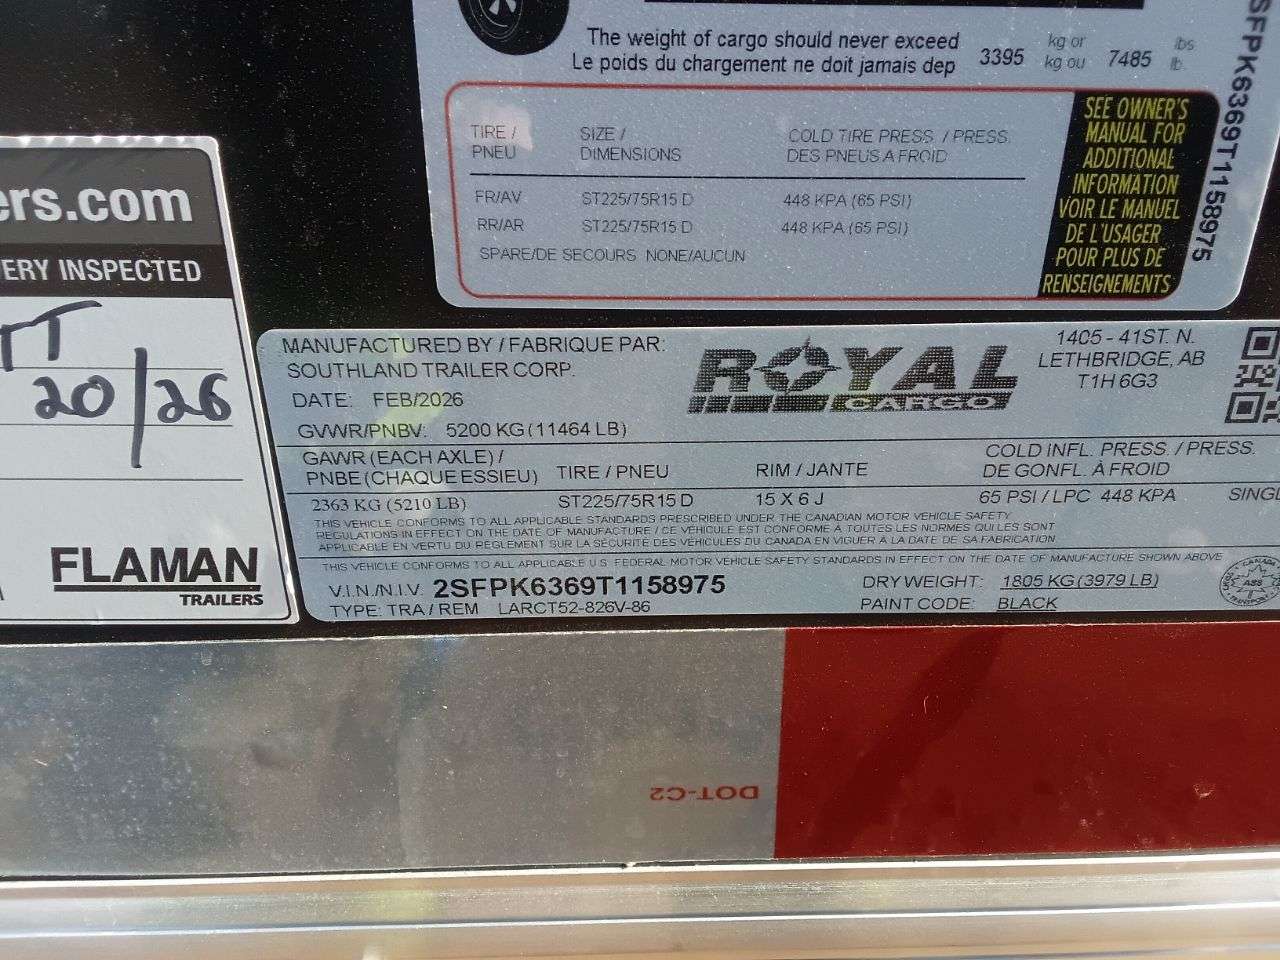 The weight of cargo should never exceed 3395 kg or 7485 lbs
Le poids du chargement ne doit jamais dep kg ou lb.
TIRE / PNEU SIZE / DIMENSIONS COLD TIRE PRESS. / PRESS. DES PNEUS A FROID
FR/AV ST225/75R15 D 448 KPA (65 PSI)
RR/AR ST225/75R15 D 448 KPA (65 PSI)
SPARE/DE SECOURS NONE/AUCUN
SEE OWNER'S
MANUAL FOR
ADDITIONAL
INFORMATION
VOIR LE MANUEL
DE L'USAGER
POUR PLUS DE
RENSEIGNEMENTS
SFPK6369T1158975
ers.com
ERY INSPECTED
TT
20/26
FLAMAN
TRAILERS
MANUFACTURED BY / FABRIQUE PAR:
SOUTHLAND TRAILER CORP.
ROYAL
CARGO
1405 - 41ST. N.
LETHBRIDGE, AB
T1H 6G3
DATE: FEB/2026
GVWR/PNBV: 5200 KG (11464 LB)
GAWR (EACH AXLE) / PNBE (CHAQUE ESSIEU) TIRE / PNEU RIM / JANTE COLD INFL. PRESS. / PRESS. DE GONFL. À FROID
2363 KG (5210 LB) ST225/75R15 D 15 X 6 J 65 PSI / LPC 448 KPA SINGL
THIS VEHICLE CONFORMS TO ALL APPLICABLE STANDARDS PRESCRIBED UNDER THE CANADIAN MOTOR VEHICLE SAFETY
REGULATIONS IN EFFECT ON THE DATE OF MANUFACTURE / CE VEHICULE EST CONFORME À TOUTES LES NORMES QUI LES SONT
APPLICABLE EN VERTU DU REGLEMENT SUR LA SÉCURITÉ DES VÉHICULES DU CANADA EN VIGUER A LA DATE DE SA FABRICATION
THIS VEHICLE CONFORMS TO ALL APPLICABLE U.S. FEDERAL MOTOR VEHICLE SAFETY STANDARDS IN EFFECT ON THE DATE OF MANUFACTURE SHOWN ABOVE
V.I.N./N.I.V. 2SFPK6369T1158975 DRY WEIGHT: 1805 KG (3979 LB)
TYPE: TRA / REM LARCT52-826V-86 PAINT CODE: BLACK
CANADA
TRANSPORT
DOT-C2